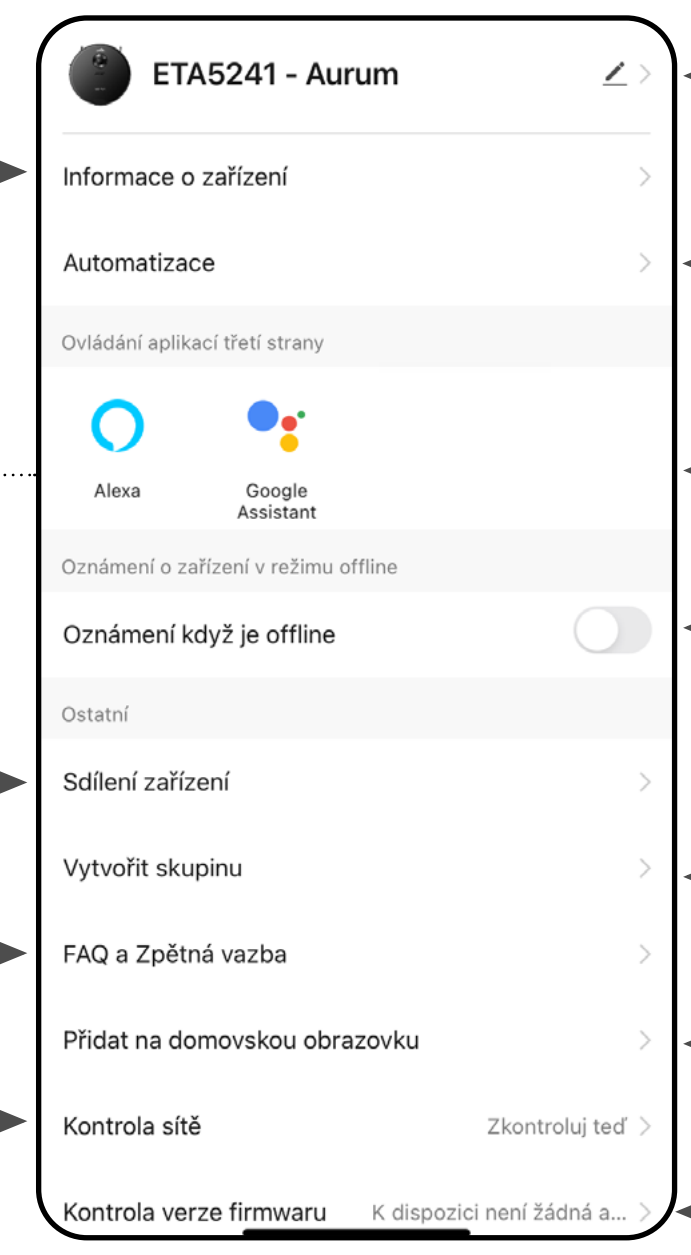 ETA5241 - Aurum
Informace o zařízení
Automatizace
Ovládání aplikací třetí strany
Alexa
Google
Assistant
Oznámení o zařízení v režimu offline
Oznámení když je offline
Ostatní
Sdílení zařízení
Vytvořit skupinu
FAQ a Zpětná vazba
Přidat na domovskou obrazovku
Kontrola sítě Zkontroluj teď
Kontrola verze firmwaru K dispozici není žádná a...